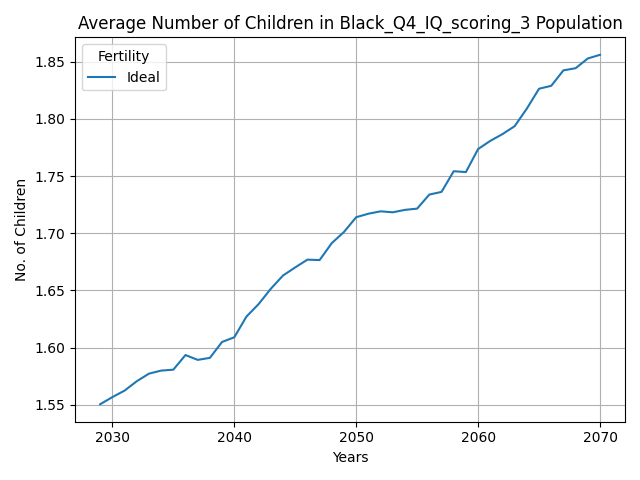 Average Number of Children in Black_Q4_IQ_scoring_3 Population
Fertility
Ideal
No. of Children
1.85
1.80
1.75
1.70
1.65
1.60
1.55
2030 2040 2050 2060 2070
Years